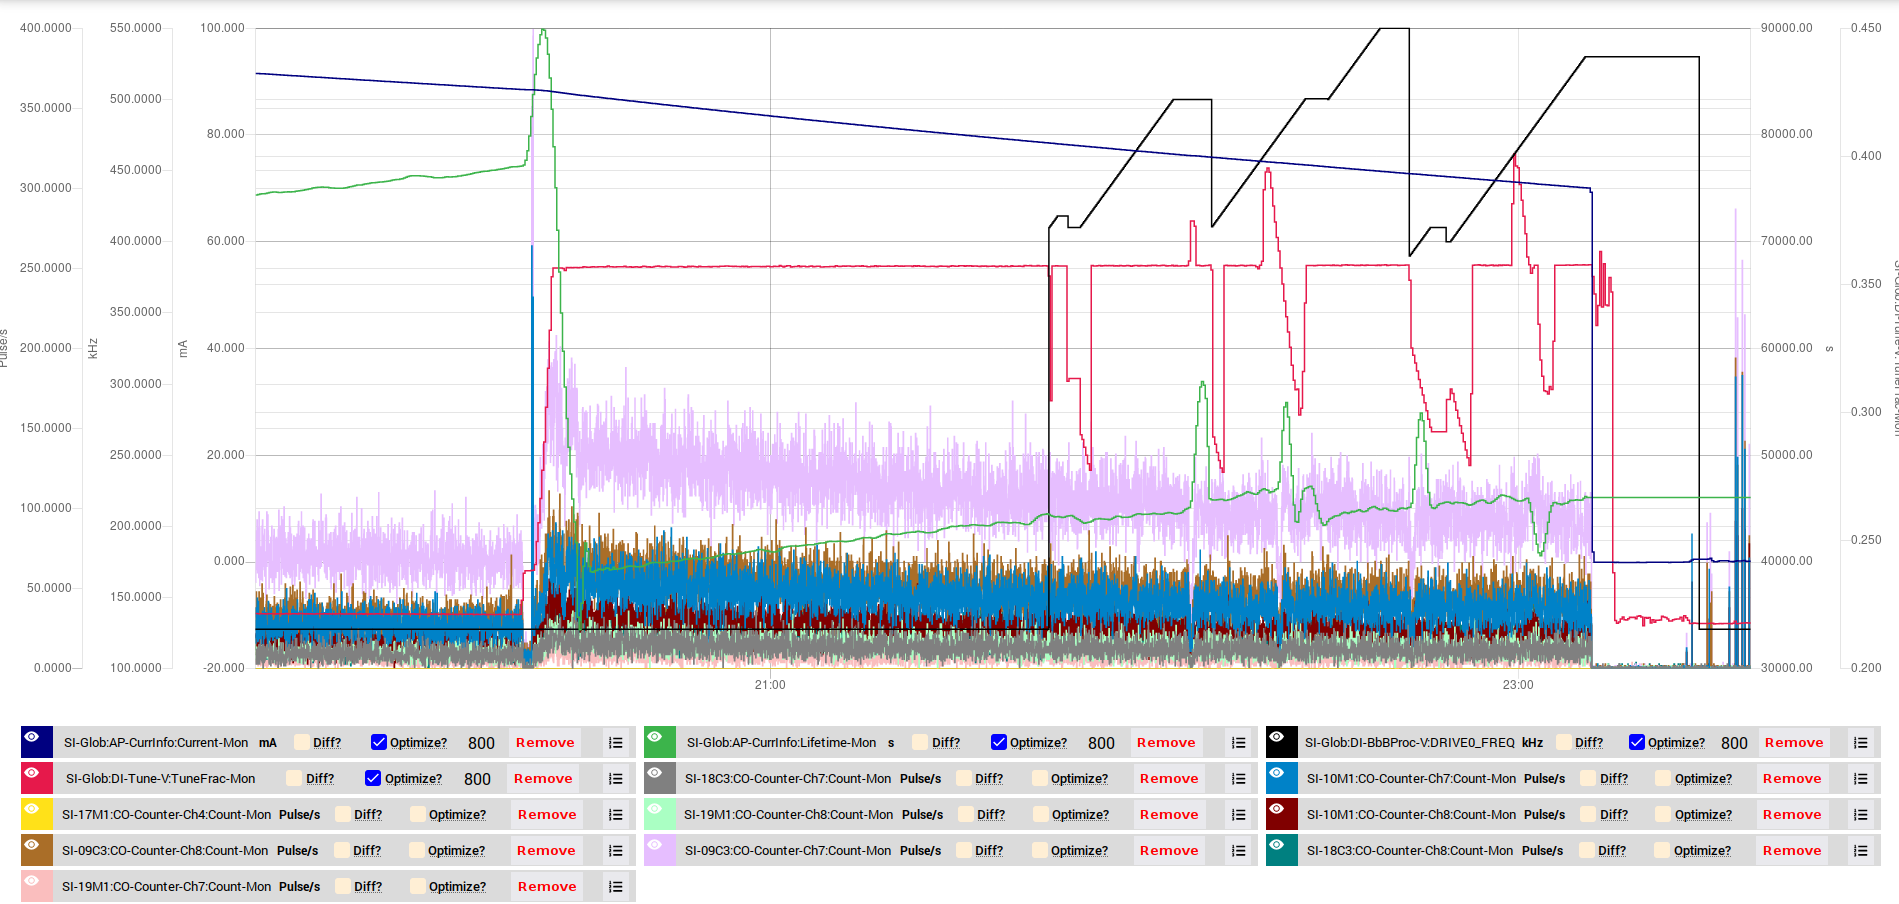 400.0000 550.0000 100.000 90000.00 0.450
350.0000 500.0000 80.000 80000.00 0.400
300.0000 450.0000 60.000 70000.00 0.350
250.0000 400.0000 40.000 60000.00 0.300
200.0000 350.0000 20.000 50000.00 0.250
150.0000 300.0000 0.000 40000.00 0.200
100.0000 250.0000 -20.000 30000.00
50.0000 200.0000
0.0000 150.0000
100.0000
Pulse/s
kHz
mA
s
SI-Glob:DI-Tune-V:TuneFrac-Mon
21:00 23:00
SI-Glob:AP-CurrInfo:Current-Mon mA Diff? Optimize? 800 Remove
SI-Glob:AP-CurrInfo:Lifetime-Mon s Diff? Optimize? 800 Remove
SI-Glob:DI-BbBProc-V:DRIVE0_FREQ kHz Diff? Optimize? 800 Remove
SI-Glob:DI-Tune-V:TuneFrac-Mon Diff? Optimize? 800 Remove
SI-18C3:CO-Counter-Ch7:Count-Mon Pulse/s Diff? Optimize? Remove
SI-10M1:CO-Counter-Ch7:Count-Mon Pulse/s Diff? Optimize? Remove
SI-17M1:CO-Counter-Ch4:Count-Mon Pulse/s Diff? Optimize? Remove
SI-19M1:CO-Counter-Ch8:Count-Mon Pulse/s Diff? Optimize? Remove
SI-10M1:CO-Counter-Ch8:Count-Mon Pulse/s Diff? Optimize? Remove
SI-09C3:CO-Counter-Ch8:Count-Mon Pulse/s Diff? Optimize? Remove
SI-09C3:CO-Counter-Ch7:Count-Mon Pulse/s Diff? Optimize? Remove
SI-18C3:CO-Counter-Ch8:Count-Mon Pulse/s Diff? Optimize? Remove
SI-19M1:CO-Counter-Ch7:Count-Mon Pulse/s Diff? Optimize? Remove